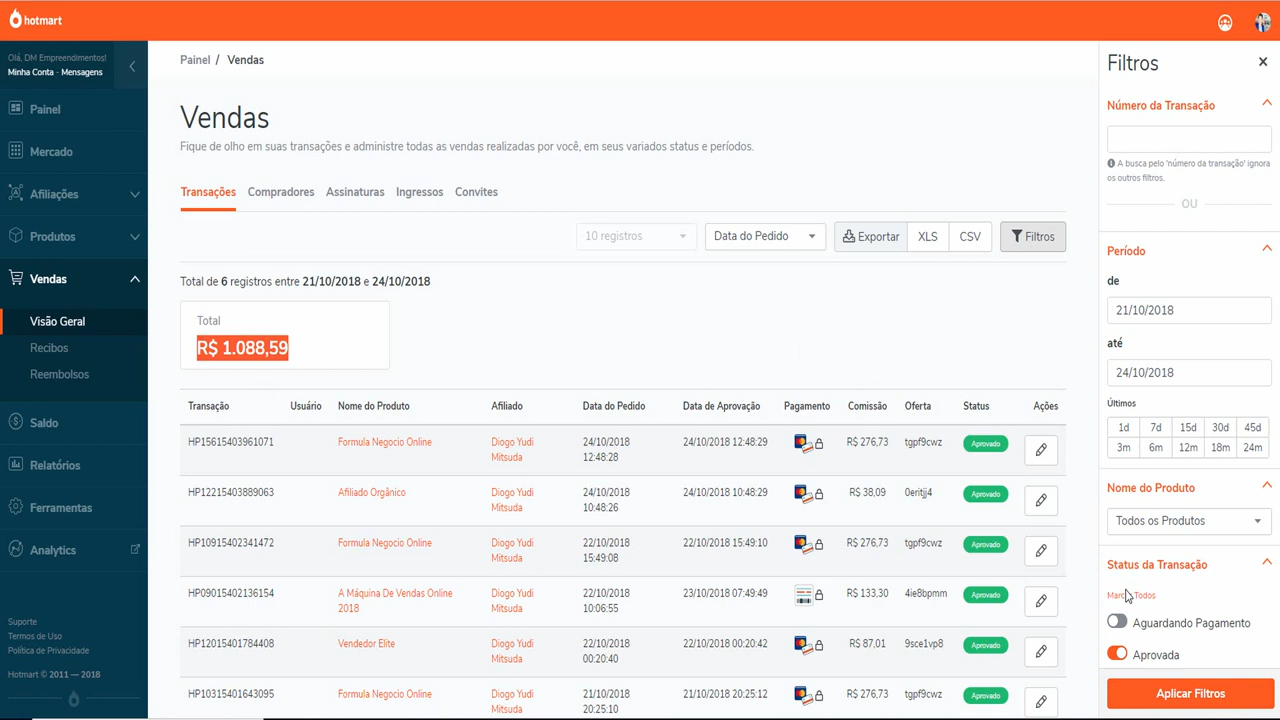 hotmart
Olá, DM Empreendimentos!
Minha Conta - Mensagens
Painel
Mercado
Afiliações
Produtos
Vendas
Visão Geral
Recibos
Reembolsos
Saldo
Relatórios
Ferramentas
Analytics
Suporte
Termos de Uso
Política de Privacidade
Hotmart © 2011 — 2018
Painel / Vendas
Vendas
Fique de olho em suas transações e administre todas as vendas realizadas por você, em seus variados status e períodos.
Transações Compradores Assinaturas Ingressos Convites
10 registros Data do Pedido Exportar XLS CSV Filtros
Total de 6 registros entre 21/10/2018 e 24/10/2018
Total
R$ 1.088,59
Transação Usuário Nome do Produto Afiliado Data do Pedido Data de Aprovação Pagamento Comissão Oferta Status Ações
HP15615403961071 Formula Negocio Online Diogo Yudi Mitsuda 24/10/2018 12:48:28 24/10/2018 12:48:29 R$ 276,73 tgpf9cwz Aprovado
HP12215403889063 Afiliado Orgânico Diogo Yudi Mitsuda 24/10/2018 10:48:26 24/10/2018 10:48:29 R$ 38,09 0eritjj4 Aprovado
HP10915402341472 Formula Negocio Online Diogo Yudi Mitsuda 22/10/2018 15:49:08 22/10/2018 15:49:10 R$ 276,73 tgpf9cwz Aprovado
HP09015402136154 A Máquina De Vendas Online 2018 Diogo Yudi Mitsuda 22/10/2018 10:06:55 23/10/2018 07:49:49 R$ 133,30 4ie8bpmm Aprovado
HP12015401784408 Vendedor Elite Diogo Yudi Mitsuda 22/10/2018 00:20:40 22/10/2018 00:20:42 R$ 87,01 9sce1vp8 Aprovado
HP10315401643095 Formula Negocio Online Diogo Yudi Mitsuda 21/10/2018 20:25:10 21/10/2018 20:25:12 R$ 276,73 tgpf9cwz Aprovado
Filtros
Número da Transação
A busca pelo 'número da transação' ignora
os outros filtros.
OU
Período
de
21/10/2018
até
24/10/2018
Últimos
1d 7d 15d 30d 45d
3m 6m 12m 18m 24m
Nome do Produto
Todos os Produtos
Status da Transação
Todos
Aguardando Pagamento
Aprovada
Aplicar Filtros